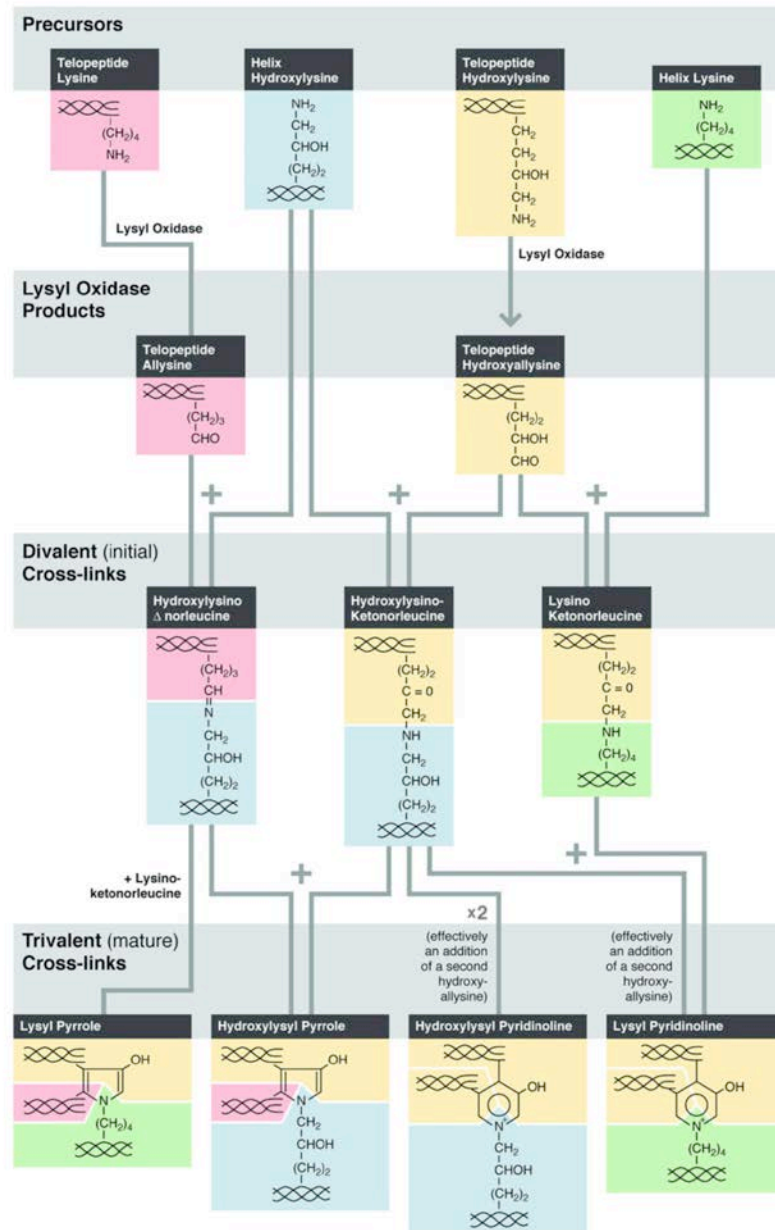 Precursors
Telopeptide
Lysine
(CH₂)₄
NH₂
Helix
Hydroxylysine
NH₂
CH₂
CHOH
(CH₂)₂
Telopeptide
Hydroxylysine
CH₂
CH₂
CHOH
CH₂
NH₂
Helix Lysine
NH₂
(CH₂)₄
Lysyl Oxidase
Lysyl Oxidase
Lysyl Oxidase
Products
Telopeptide
Allysine
(CH₂)₃
CHO
Telopeptide
Hydroxyallysine
(CH₂)₂
CHOH
CHO
+
+
+
Divalent (initial)
Cross-links
Hydroxylysino
Δ norleucine
(CH₂)₃
CH
N
CH₂
CHOH
(CH₂)₂
Hydroxylysino-
Ketonorleucine
(CH₂)₂
C = 0
CH₂
NH
CH₂
CHOH
(CH₂)₂
Lysino
Ketonorleucine
(CH₂)₂
C = 0
CH₂
NH
(CH₂)₄
+ Lysino-
ketonorleucine
+
+
x2
(effectively
an addition
of a second
hydroxy-
allysine)
(effectively
an addition
of a second
hydroxy-
allysine)
Trivalent (mature)
Cross-links
Lysyl Pyrrole
OH
N
(CH₂)₄
Hydroxylysyl Pyrrole
OH
N
CH₂
CHOH
(CH₂)₂
Hydroxylysyl Pyridinoline
OH
N⁺
CH₂
CHOH
(CH₂)₂
Lysyl Pyridinoline
OH
N⁺
(CH₂)₄